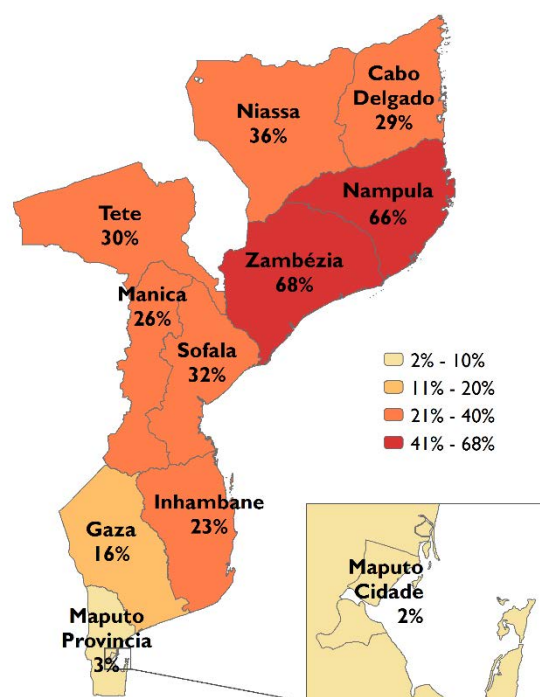 Cabo
Delgado
29%
Niassa
36%
Nampula
66%
Tete
30%
Zambézia
68%
Manica
26%
Sofala
32%
2% - 10%
11% - 20%
21% - 40%
41% - 68%
Inhambane
23%
Gaza
16%
Maputo
Cidade
2%
Maputo
Provincia
3%